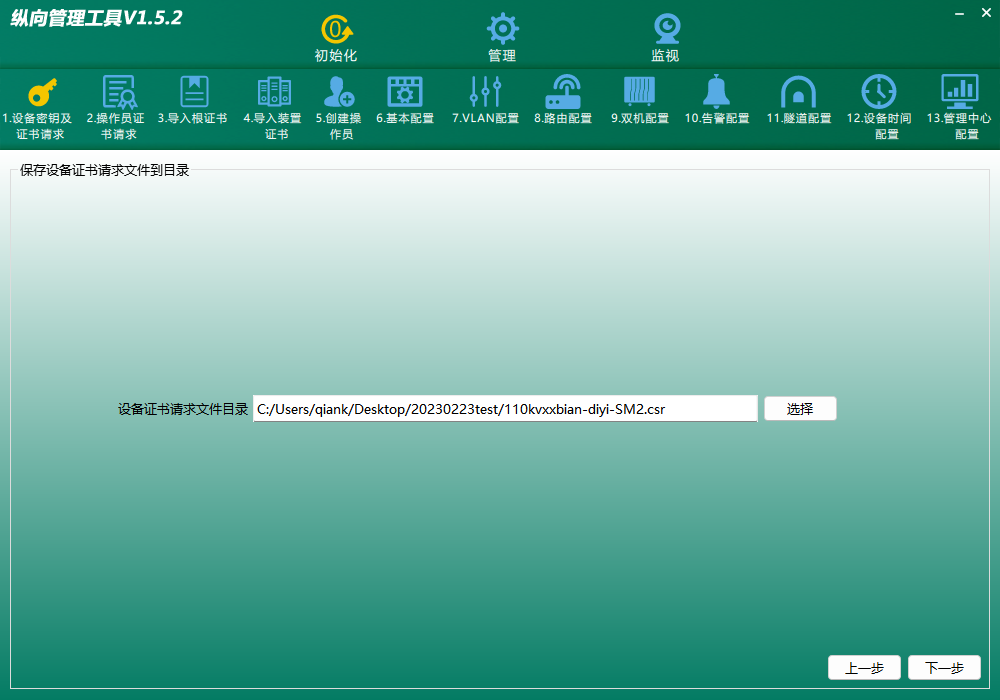 纵向管理工具V1.5.2
初始化
管理
监视
1.设备密钥及
证书请求
2.操作员证
书请求
3.导入根证书
4.导入装置
证书
5.创建操
作员
6.基本配置
7.VLAN配置
8.路由配置
9.双机配置
10.告警配置
11.隧道配置
12.设备时间
配置
13.管理中心
配置
保存设备证书请求文件到目录
设备证书请求文件目录
C:/Users/qiank/Desktop/20230223test/110kvxxbian-diyi-SM2.csr
选择
上一步
下一步